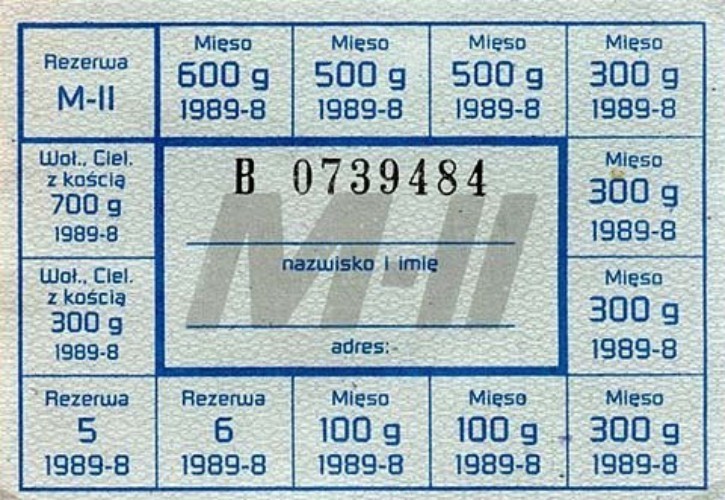 Rezerwa
M-II
Mięso
600 g
1989-8
Mięso
500 g
1989-8
Mięso
500 g
1989-8
Mięso
300 g
1989-8
Woł., Ciel.
z kością
700 g
1989-8
B 0739484
M-II
nazwisko i imię
adres:
Mięso
300 g
1989-8
Woł., Ciel.
z kością
300 g
1989-8
Mięso
300 g
1989-8
Rezerwa
5
1989-8
Rezerwa
6
1989-8
Mięso
100 g
1989-8
Mięso
100 g
1989-8
Mięso
300 g
1989-8